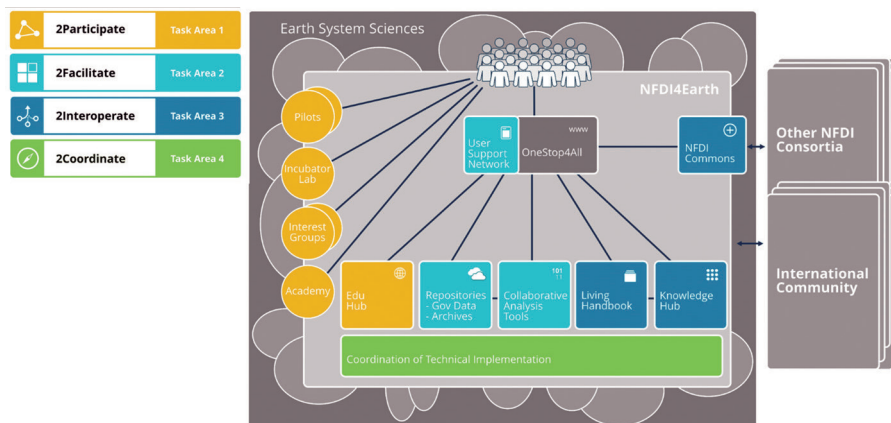 2Participate Task Area 1
2Facilitate Task Area 2
2Interoperate Task Area 3
2Coordinate Task Area 4
Earth System Sciences
NFDI4Earth
Pilots
Incubator
Lab
Interest
Groups
Academy
User
Support
Network
www
OneStop4All
NFDI
Commons
Edu
Hub
Repositories
- Gov Data
- Archives
101
11
Collaborative
Analysis
Tools
Living
Handbook
Knowledge
Hub
Coordination of Technical Implementation
Other NFDI
Consortia
International
Community